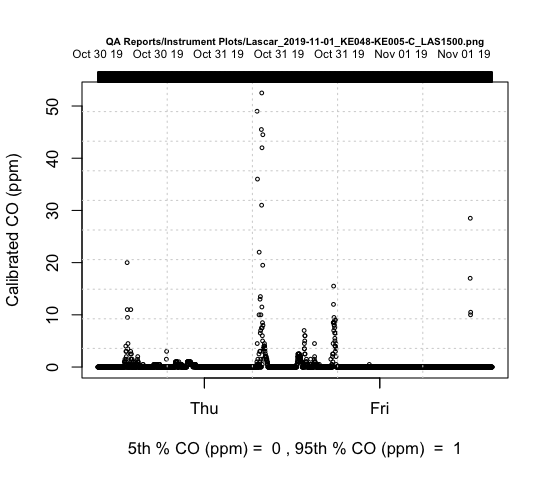 QA Reports/Instrument Plots/Lascar_2019-11-01_KE048-KE005-C_LAS1500.png
Oct 30 19 Oct 30 19 Oct 31 19 Oct 31 19 Oct 31 19 Nov 01 19 Nov 01 19
50
40
30
20
10
0
Calibrated CO (ppm)
Thu Fri
5th % CO (ppm) = 0 , 95th % CO (ppm) = 1